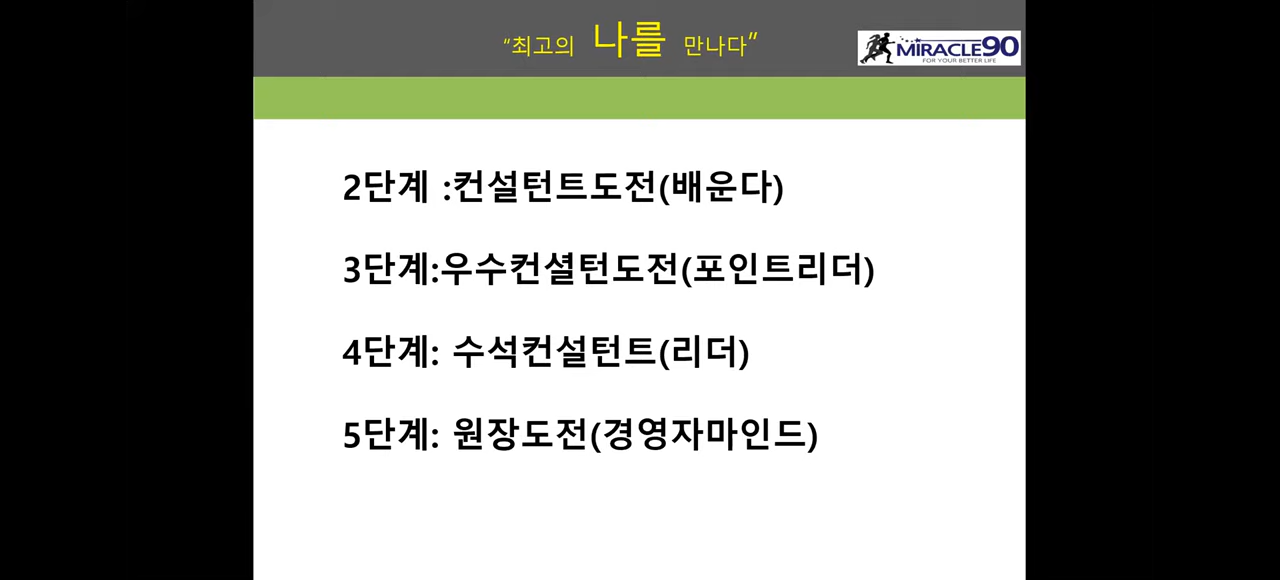 “최고의 나를 만나다”
MIRACLE90
FOR YOUR BETTER LIFE
2단계 :컨설턴트도전(배운다)
3단계:우수컨셜턴도전(포인트리더)
4단계: 수석컨설턴트(리더)
5단계: 원장도전(경영자마인드)